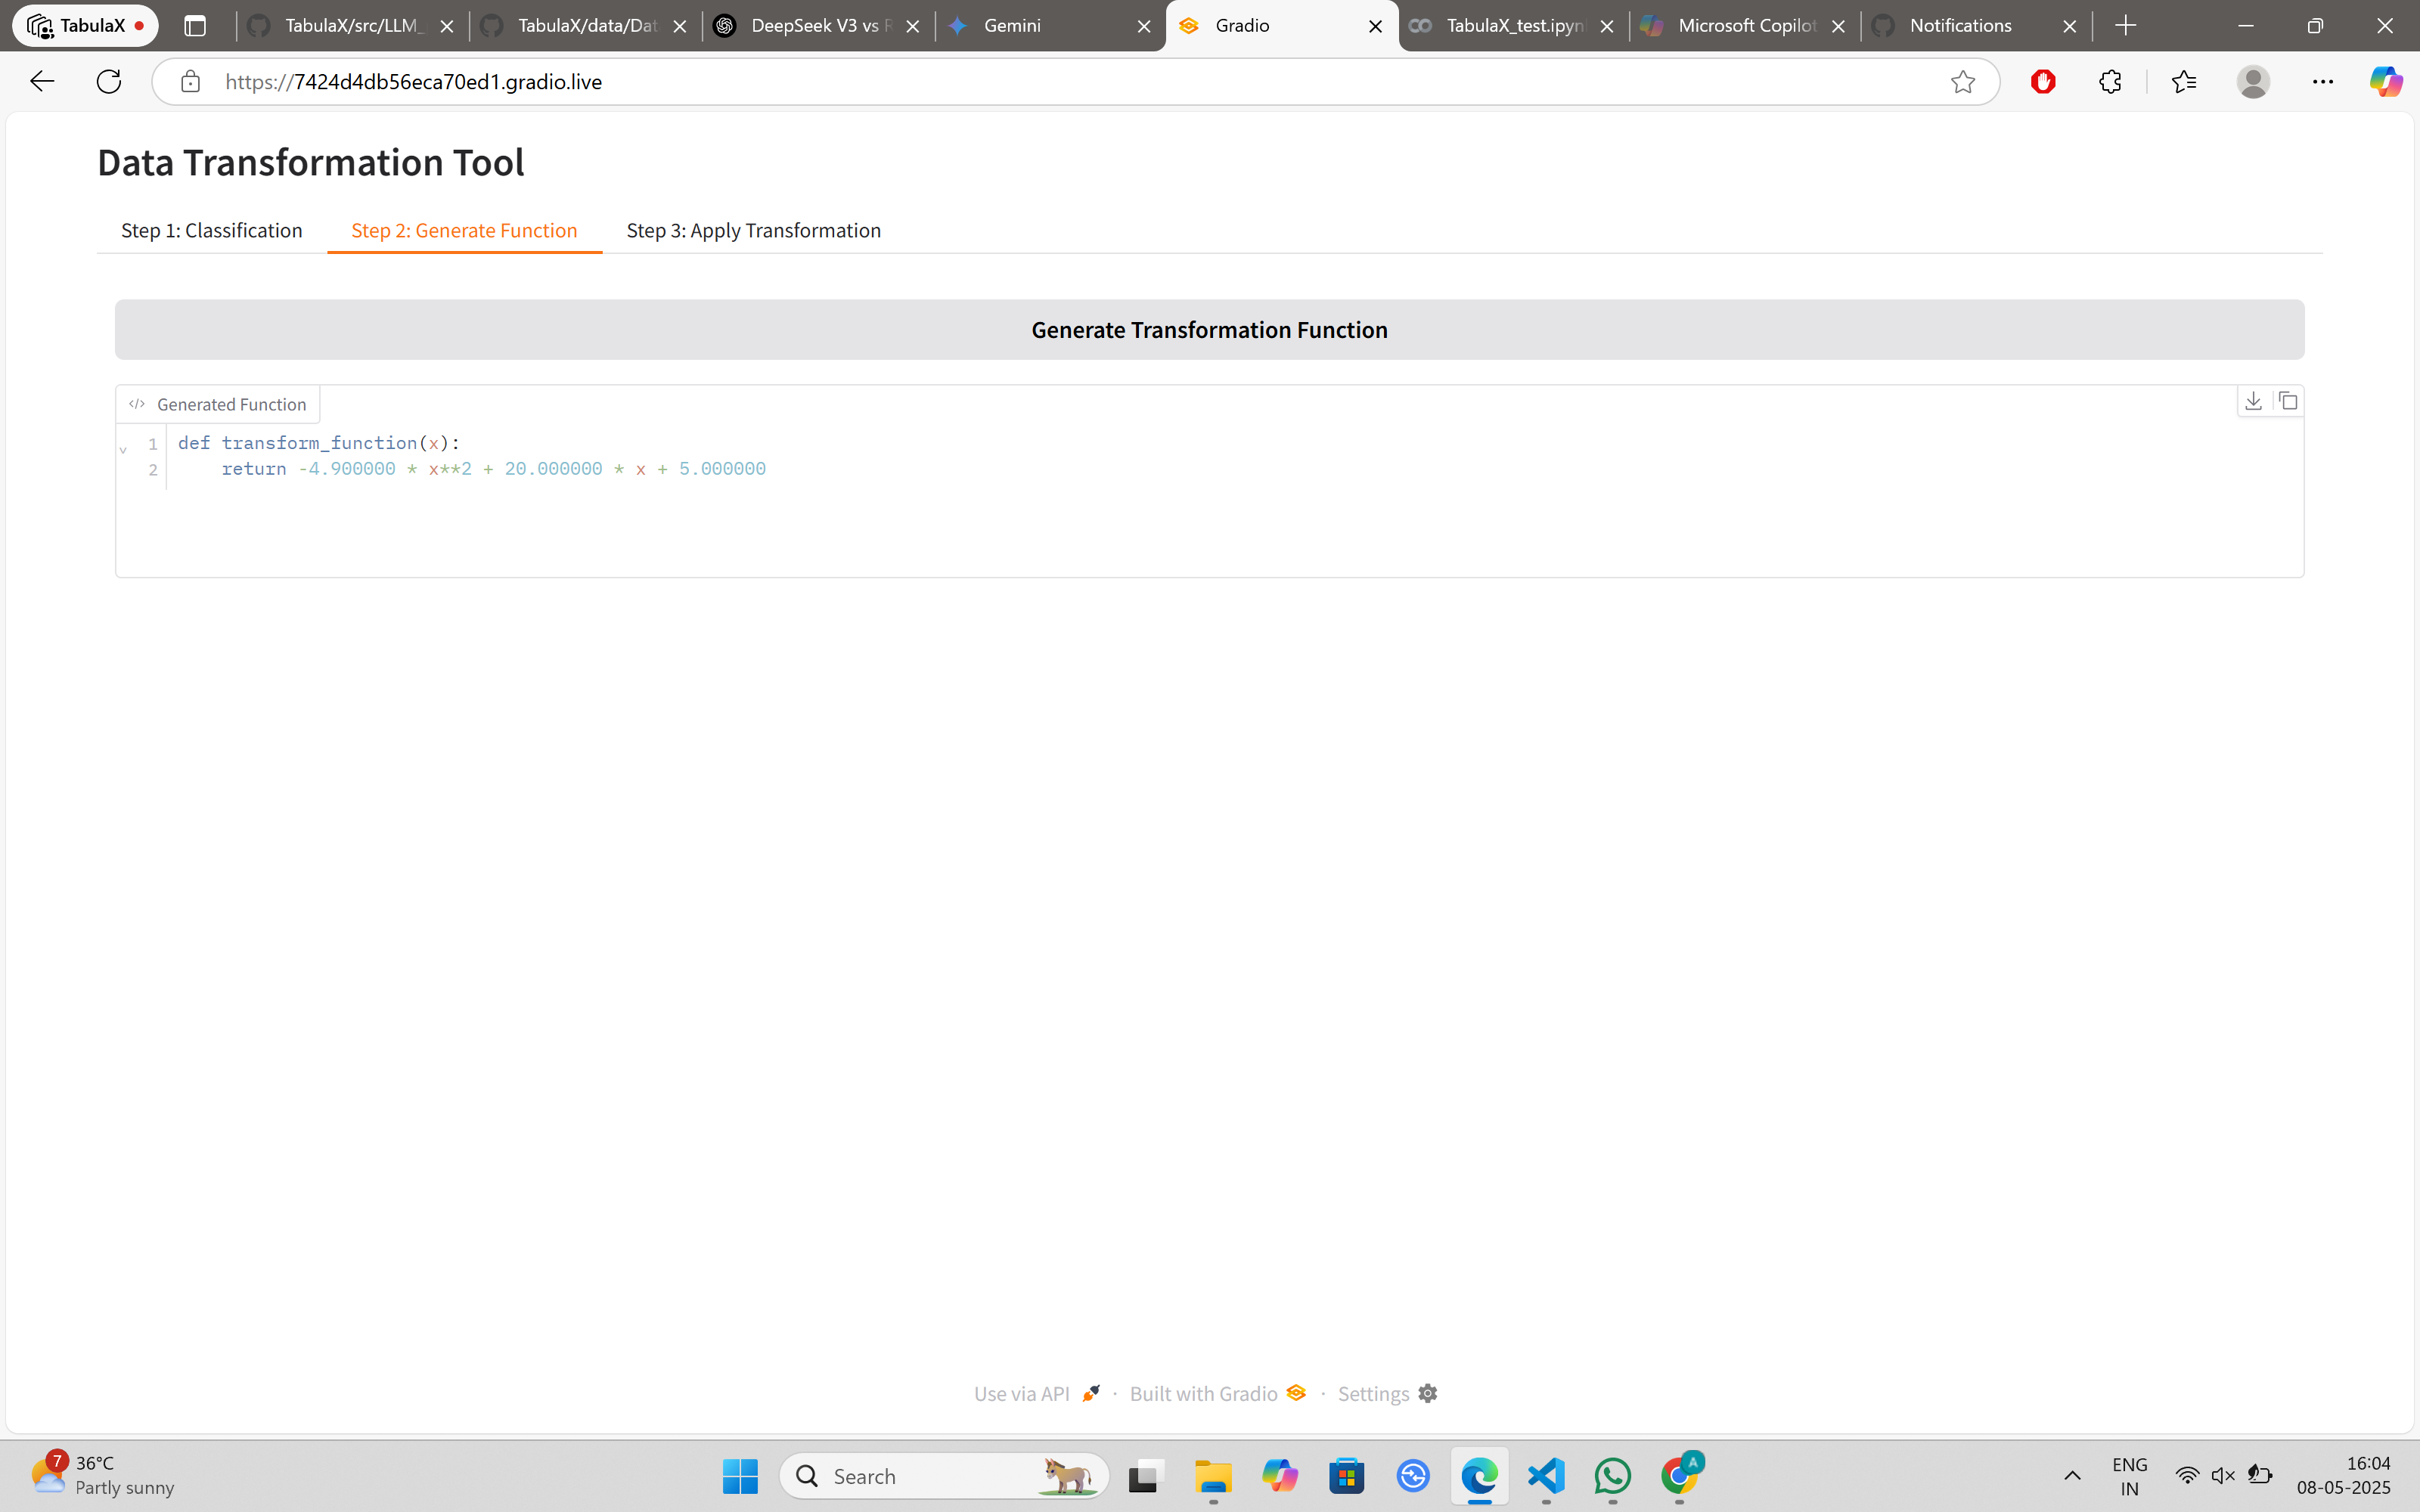 TabulaX
TabulaX/src/LLM_
TabulaX/data/Dat
DeepSeek V3 vs R
Gemini
Gradio
TabulaX_test.ipyn
Microsoft Copilot
Notifications
https://7424d4db56eca70ed1.gradio.live
Data Transformation Tool
Step 1: Classification
Step 2: Generate Function
Step 3: Apply Transformation
Generate Transformation Function
Generated Function
1 def transform_function(x):
2 return -4.900000 * x**2 + 20.000000 * x + 5.000000
Use via API · Built with Gradio · Settings
7
36°C
Partly sunny
Search
A
ENG
IN
16:04
08-05-2025